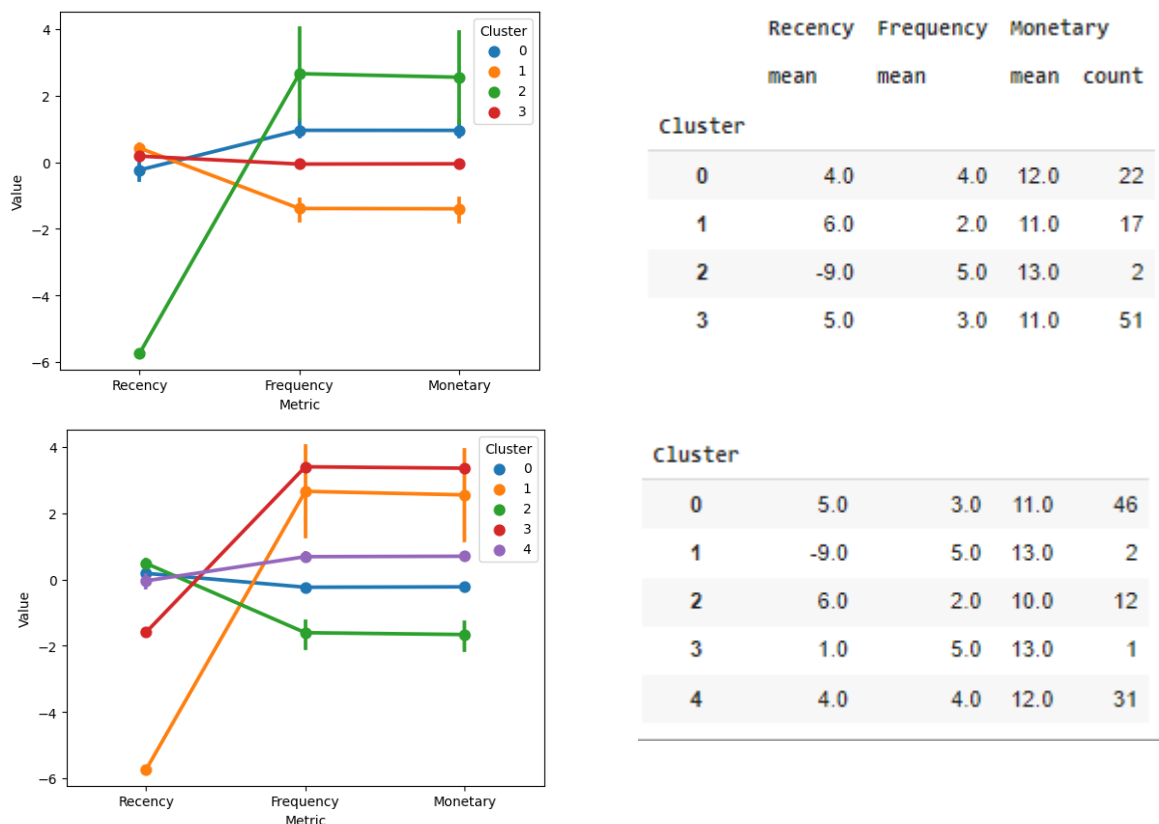 4
2
0
−2
−4
−6
Value
Recency
Frequency
Monetary
Metric
Cluster
0
1
2
3
Recency Frequency Monetary
mean mean mean count
Cluster
0 4.0 4.0 12.0 22
1 6.0 2.0 11.0 17
2 -9.0 5.0 13.0 2
3 5.0 3.0 11.0 51
4
2
0
−2
−4
−6
Value
Recency
Frequency
Monetary
Metric
Cluster
0
1
2
3
4
Cluster
0 5.0 3.0 11.0 46
1 -9.0 5.0 13.0 2
2 6.0 2.0 10.0 12
3 1.0 5.0 13.0 1
4 4.0 4.0 12.0 31